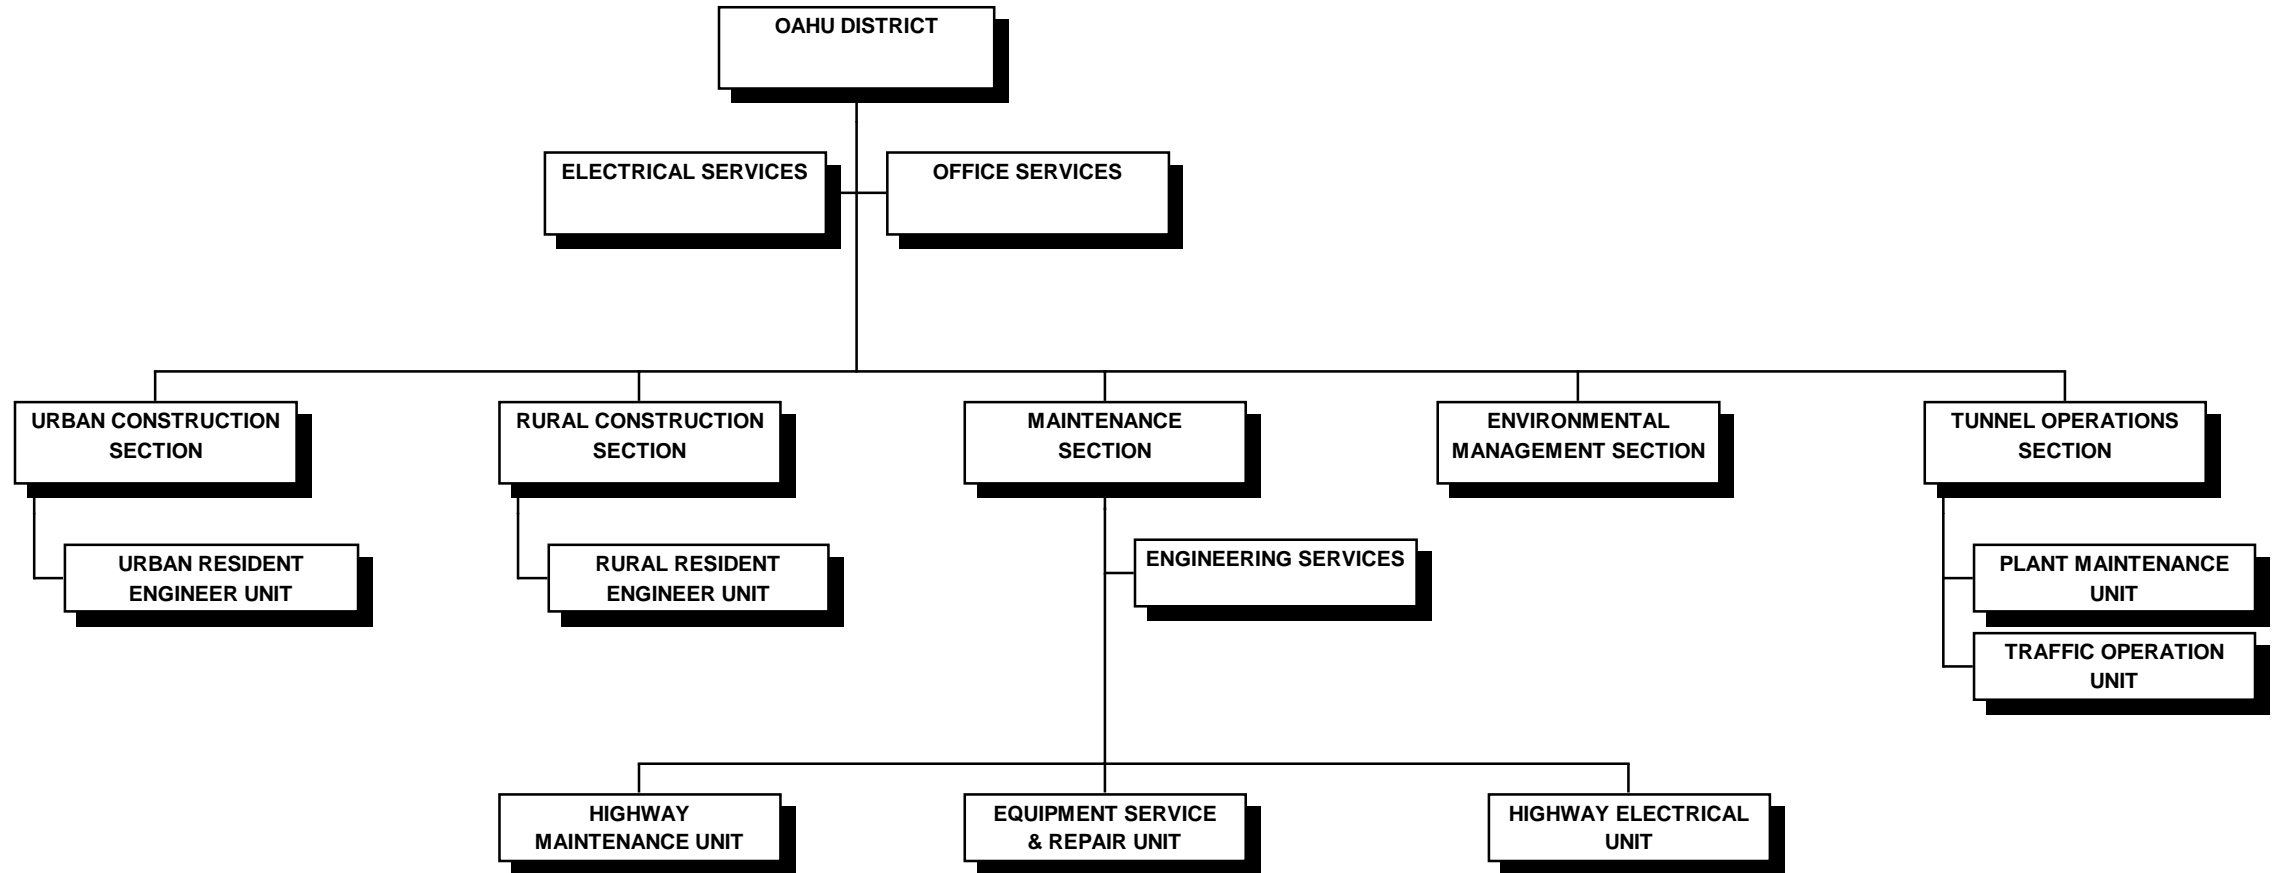 OAHU DISTRICT
ELECTRICAL SERVICES
OFFICE SERVICES
URBAN CONSTRUCTION
SECTION
RURAL CONSTRUCTION
SECTION
MAINTENANCE
SECTION
ENVIRONMENTAL
MANAGEMENT SECTION
TUNNEL OPERATIONS
SECTION
URBAN RESIDENT
ENGINEER UNIT
RURAL RESIDENT
ENGINEER UNIT
ENGINEERING SERVICES
PLANT MAINTENANCE
UNIT
TRAFFIC OPERATION
UNIT
HIGHWAY
MAINTENANCE UNIT
EQUIPMENT SERVICE
& REPAIR UNIT
HIGHWAY ELECTRICAL
UNIT